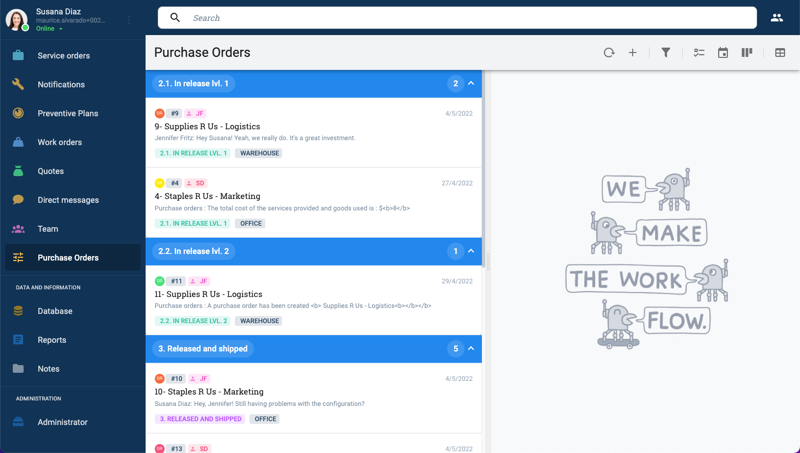 Susana Diaz
maurice.alvarado+002...
Online
Search
Service orders
Notifications
Preventive Plans
Work orders
Quotes
Direct messages
Team
Purchase Orders
DATA AND INFORMATION
Database
Reports
Notes
ADMINISTRATION
Administrator
Purchase Orders
2.1. In release lvl. 1
2
#9 JF 4/5/2022
9- Supplies R Us - Logistics
Jennifer Fritz: Hey Susana! Yeah, we really do. It's a great investment.
2.1. IN RELEASE LVL. 1 WAREHOUSE
#4 SD 27/4/2022
4- Staples R Us - Marketing
Purchase orders : The total cost of the services provided and goods used is : $<b>8</b>
2.1. IN RELEASE LVL. 1 OFFICE
2.2. In release lvl. 2
1
#11 JF 29/4/2022
11- Supplies R Us - Logistics
Purchase orders : A purchase order has been created <b> Supplies R Us - Logistics<b></b></b>
2.2. IN RELEASE LVL. 2 WAREHOUSE
3. Released and shipped
5
#10 JF 4/5/2022
10- Staples R Us - Marketing
Susana Diaz: Hey, Jennifer! Still having problems with the configuration?
3. RELEASED AND SHIPPED OFFICE
#13 SD 4/5/2022
WE
MAKE
THE WORK
FLOW.